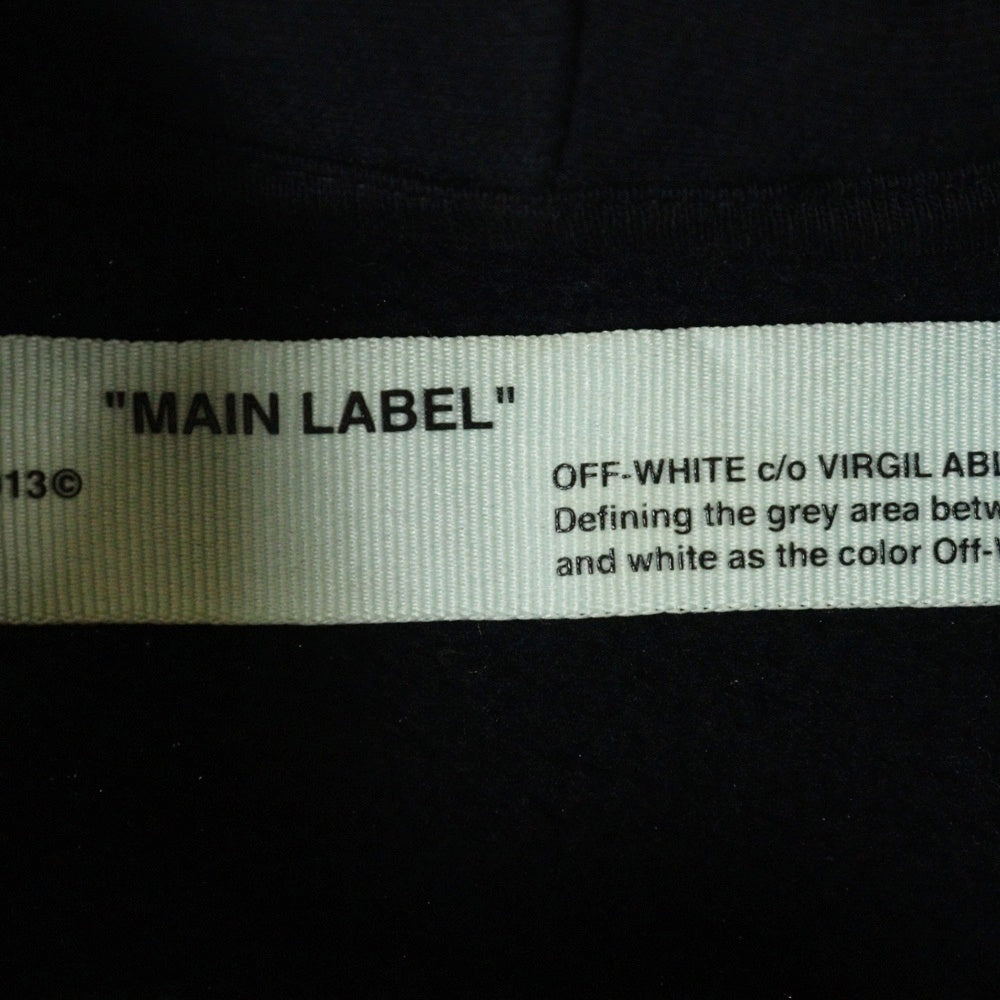 "MAIN LABEL"
13©
OFF-WHITE c/o VIRGIL ABL
Defining the grey area betw
and white as the color Off-